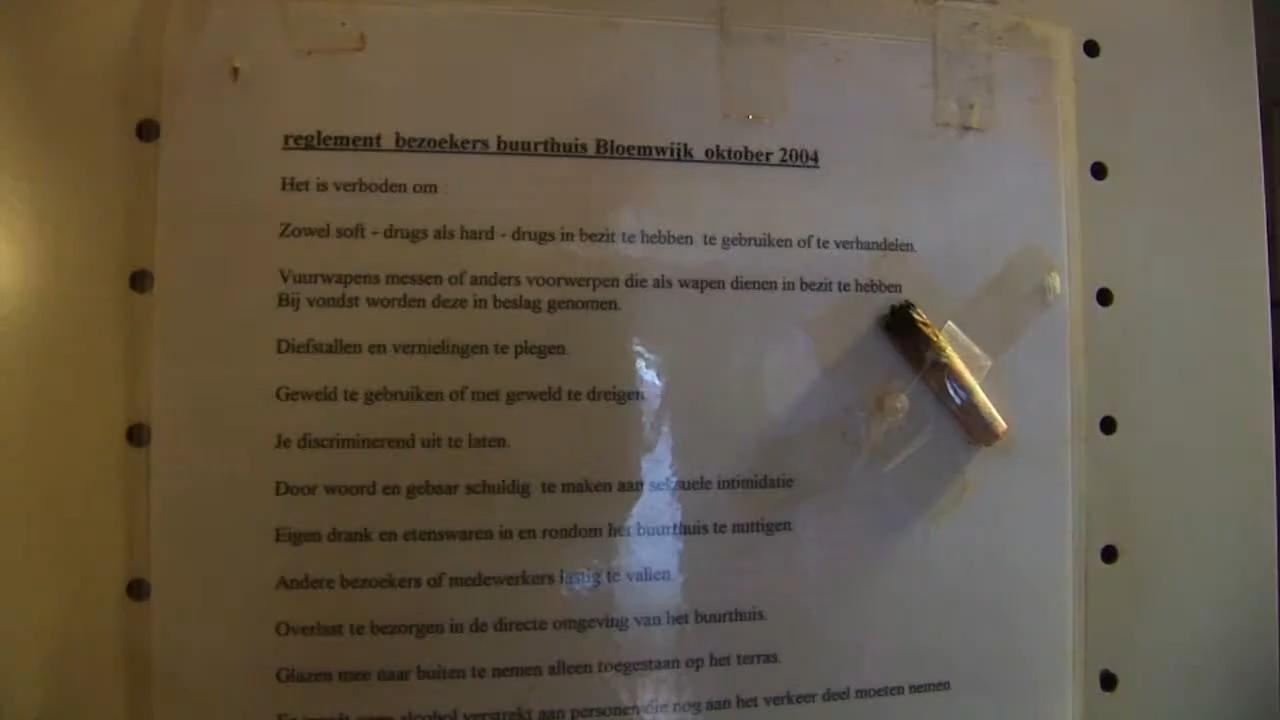 reglement bezoekers buurthuis Bloemwijk oktober 2004
Het is verboden om
Zowel soft - drugs als hard - drugs in bezit te hebben te gebruiken of te verhandelen.
Vuurwapens messen of anders voorwerpen die als wapen dienen in bezit te hebben
Bij vondst worden deze in beslag genomen.
Diefstallen en vernielingen te plegen.
Geweld te gebruiken of met geweld te dreigen
Je discriminerend uit te laten.
Door woord en gebaar schuldig te maken aan seksuele intimidatie
Eigen drank en etenswaren in en rondom het buurthuis te nuttigen
Andere bezoekers of medewerkers lastig te vallen
Overlast te bezorgen in de directe omgeving van het buurthuis.
Glazen mee naar buiten te nemen alleen toegestaan op het terras.
alcohol verstrekt aan personen die nog aan het verkeer deel moeten nemen